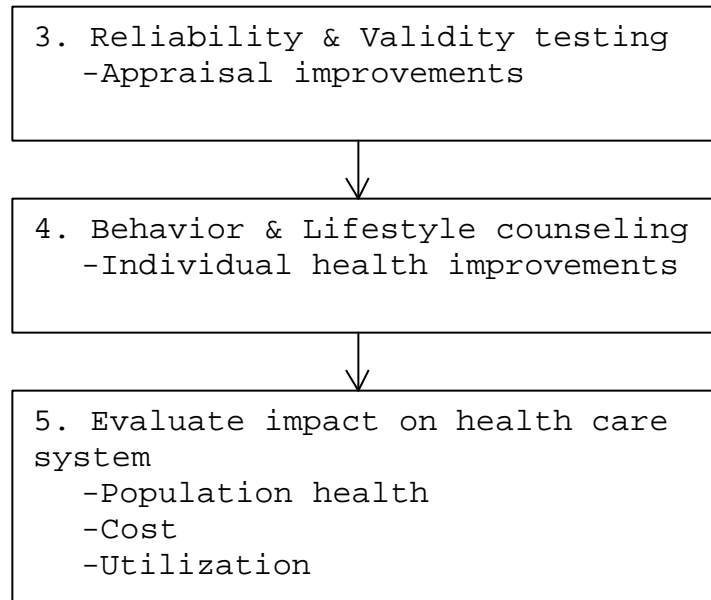 3. Reliability & Validity testing
-Appraisal improvements
4. Behavior & Lifestyle counseling
-Individual health improvements
5. Evaluate impact on health care
system
-Population health
-Cost
-Utilization